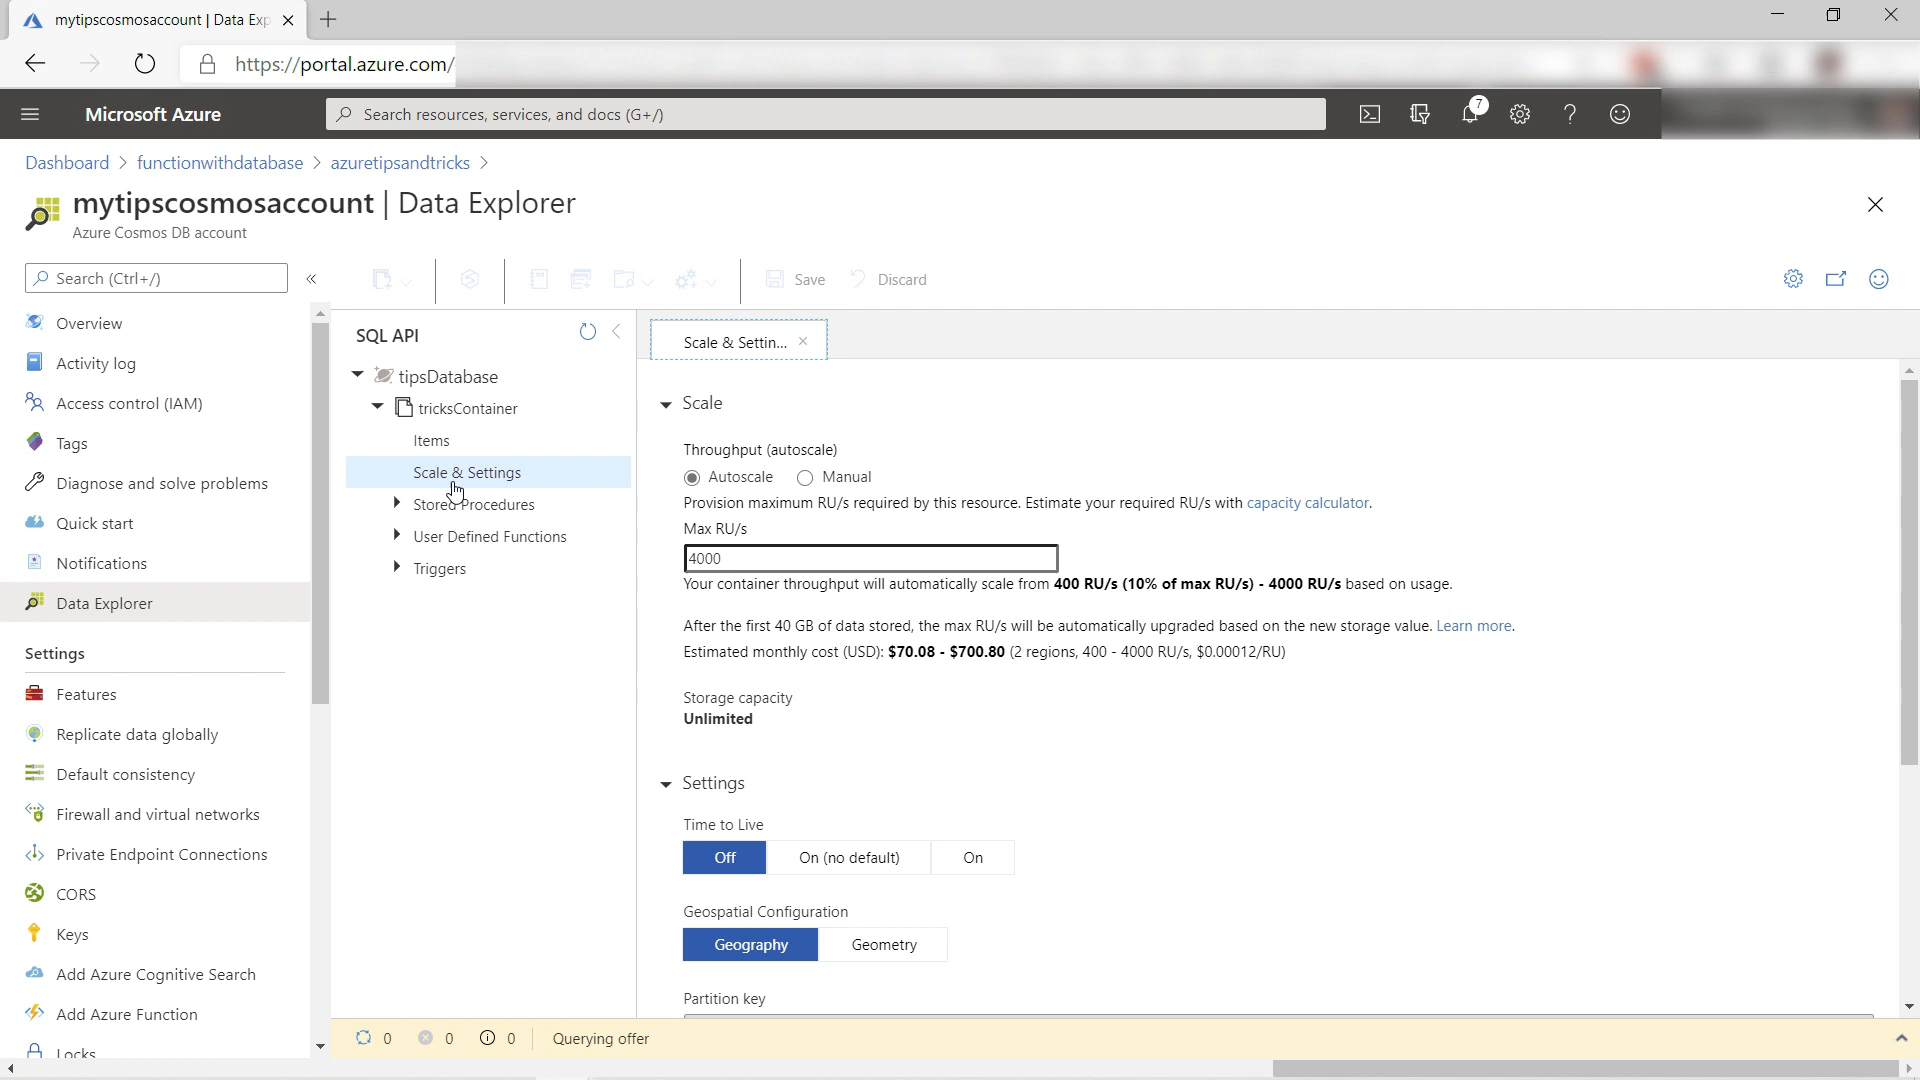 mytipscosmosaccount | Data Exp
https://portal.azure.com/
Microsoft Azure
Search resources, services, and docs (G+/)
7
Dashboard > functionwithdatabase > azuretipsandtricks >
mytipscosmosaccount | Data Explorer
Azure Cosmos DB account
Search (Ctrl+/)
«
Save
Discard
Overview
Activity log
Access control (IAM)
Tags
Diagnose and solve problems
Quick start
Notifications
Data Explorer
Settings
Features
Replicate data globally
Default consistency
Firewall and virtual networks
Private Endpoint Connections
CORS
Keys
Add Azure Cognitive Search
Add Azure Function
Locks
SQL API
tipsDatabase
tricksContainer
Items
Scale & Settings
Stored Procedures
User Defined Functions
Triggers
Scale & Settin...
Scale
Throughput (autoscale)
Autoscale
Manual
Provision maximum RU/s required by this resource. Estimate your required RU/s with capacity calculator.
Max RU/s
4000
Your container throughput will automatically scale from 400 RU/s (10% of max RU/s) - 4000 RU/s based on usage.
After the first 40 GB of data stored, the max RU/s will be automatically upgraded based on the new storage value. Learn more.
Estimated monthly cost (USD): $70.08 - $700.80 (2 regions, 400 - 4000 RU/s, $0.00012/RU)
Storage capacity
Unlimited
Settings
Time to Live
Off
On (no default)
On
Geospatial Configuration
Geography
Geometry
Partition key
0
0
0
Querying offer